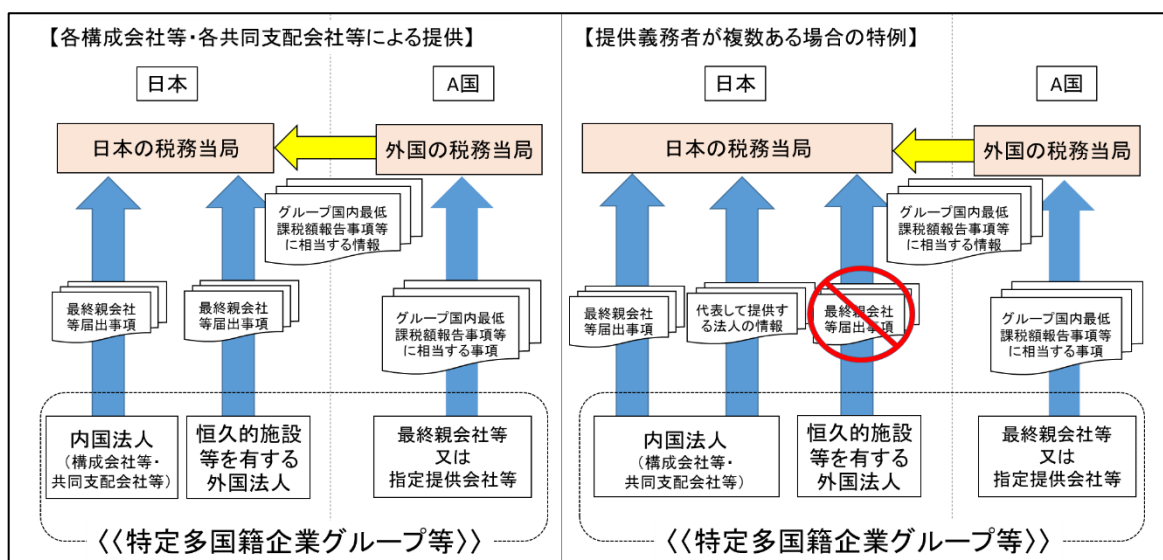 【各構成会社等・各共同支配会社等による提供】
日本
A国
日本の税務当局
外国の税務当局
グループ国内最低
課税額報告事項等
に相当する情報
最終親会社
等届出事項
最終親会社
等届出事項
グループ国内最低
課税額報告事項等
に相当する事項
内国法人
(構成会社等・
共同支配会社等)
恒久的施設
等を有する
外国法人
最終親会社等
又は
指定提供会社等
《特定多国籍企業グループ等》
【提供義務者が複数ある場合の特例】
日本
A国
日本の税務当局
外国の税務当局
グループ国内最低
課税額報告事項等
に相当する情報
最終親会社
等届出事項
代表して提供す
る法人の情報
最終親会社
等届出事項
グループ国内最低
課税額報告事項等
に相当する事項
内国法人
(構成会社等・
共同支配会社等)
恒久的施設
等を有する
外国法人
最終親会社等
又は
指定提供会社等
《特定多国籍企業グループ等》